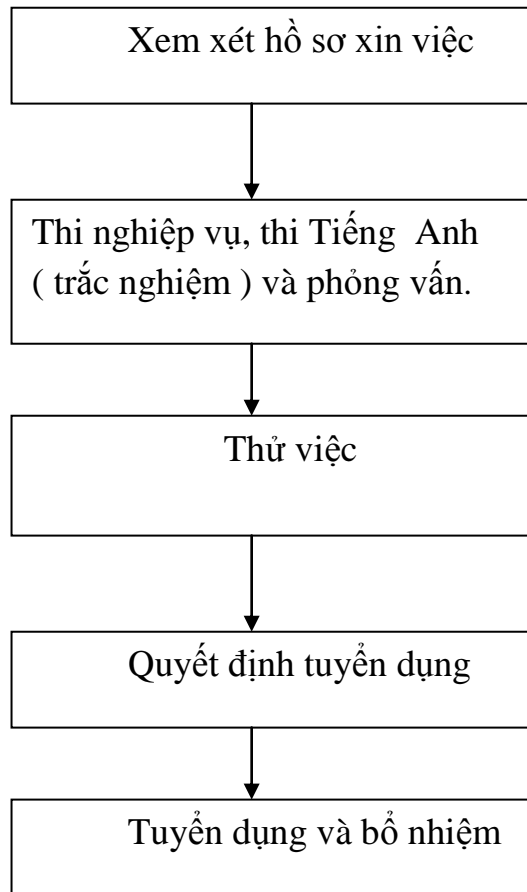 Xem xét hồ sơ xin việc
Thi nghiệp vụ, thi Tiếng Anh
( trắc nghiệm ) và phỏng vấn.
Thử việc
Quyết định tuyển dụng
Tuyển dụng và bổ nhiệm